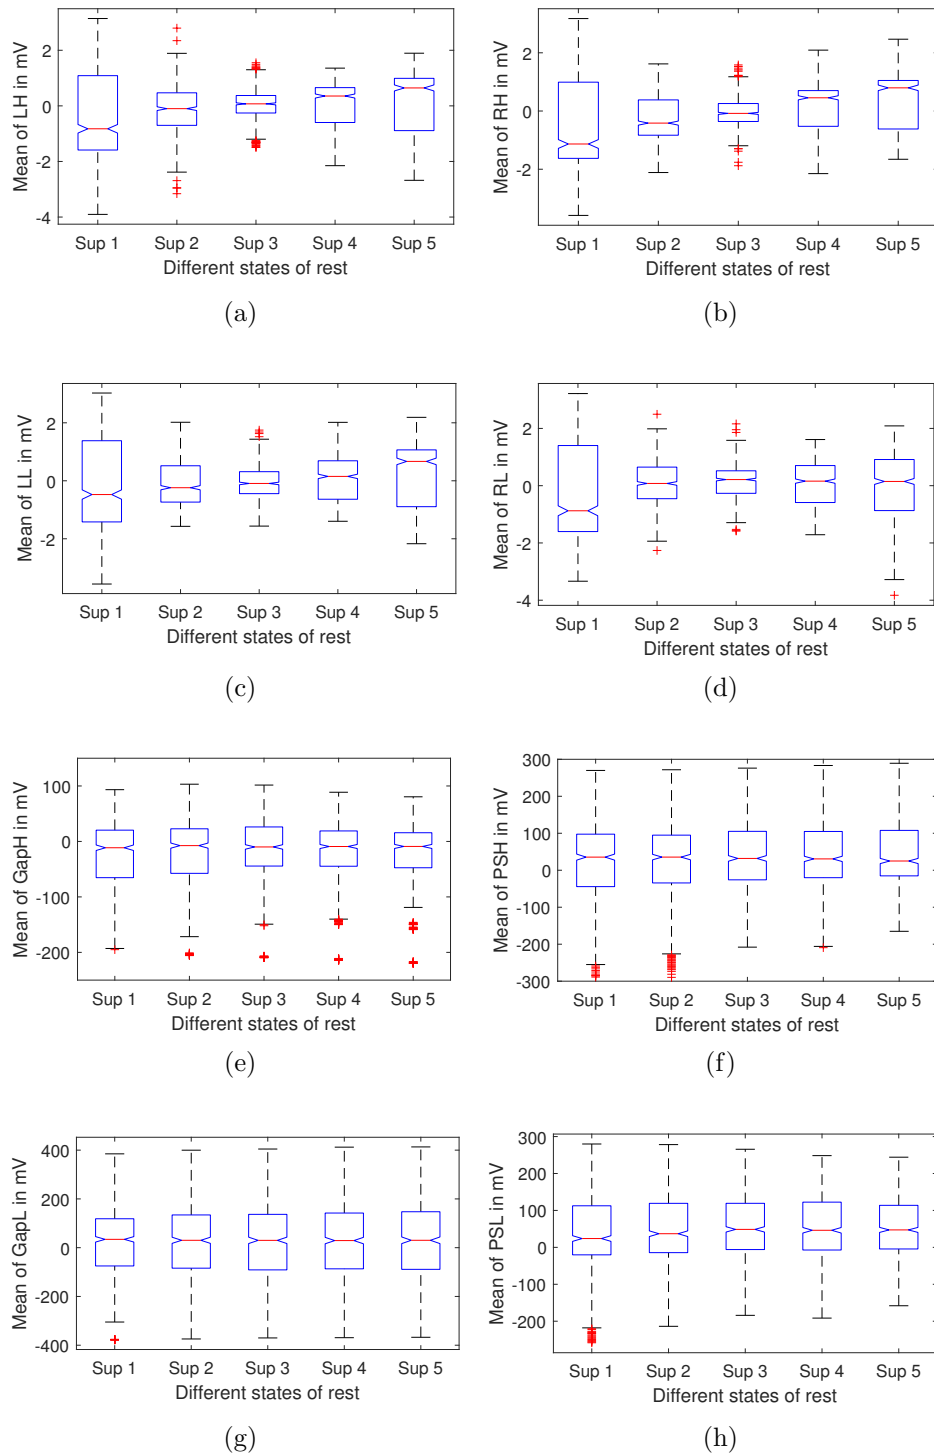 Mean of LH in mV
2
0
-2
-4
Sup 1 Sup 2 Sup 3 Sup 4 Sup 5
Different states of rest
(a)
Mean of RH in mV
2
0
-2
Sup 1 Sup 2 Sup 3 Sup 4 Sup 5
Different states of rest
(b)
Mean of LL in mV
2
0
-2
Sup 1 Sup 2 Sup 3 Sup 4 Sup 5
Different states of rest
(c)
Mean of RL in mV
2
0
-2
-4
Sup 1 Sup 2 Sup 3 Sup 4 Sup 5
Different states of rest
(d)
Mean of GapH in mV
100
0
-100
-200
Sup 1 Sup 2 Sup 3 Sup 4 Sup 5
Different states of rest
(e)
Mean of PSH in mV
300
200
100
0
-100
-200
-300
Sup 1 Sup 2 Sup 3 Sup 4 Sup 5
Different states of rest
(f)
Mean of GapL in mV
400
200
0
-200
-400
Sup 1 Sup 2 Sup 3 Sup 4 Sup 5
Different states of rest
(g)
Mean of PSL in mV
300
200
100
0
-100
-200
Sup 1 Sup 2 Sup 3 Sup 4 Sup 5
Different states of rest
(h)